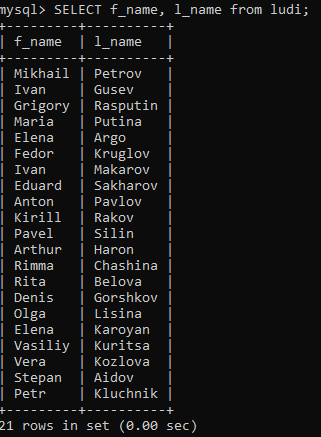 mysql> SELECT f_name, l_name from ludi;
+---------+----------+
| f_name  | l_name   |
+---------+----------+
| Mikhail | Petrov   |
| Ivan    | Gusev    |
| Grigory | Rasputin |
| Maria   | Putina   |
| Elena   | Argo     |
| Fedor   | Kruglov  |
| Ivan    | Makarov  |
| Eduard  | Sakharov |
| Anton   | Pavlov   |
| Kirill  | Rakov    |
| Pavel   | Silin    |
| Arthur  | Haron    |
| Rimma   | Chashina |
| Rita    | Belova   |
| Denis   | Gorshkov |
| Olga    | Lisina   |
| Elena   | Karoyan  |
| Vasiliy | Kuritsa  |
| Vera    | Kozlova  |
| Stepan  | Aidov    |
| Petr    | Kluchnik |
+---------+----------+
21 rows in set (0.00 sec)